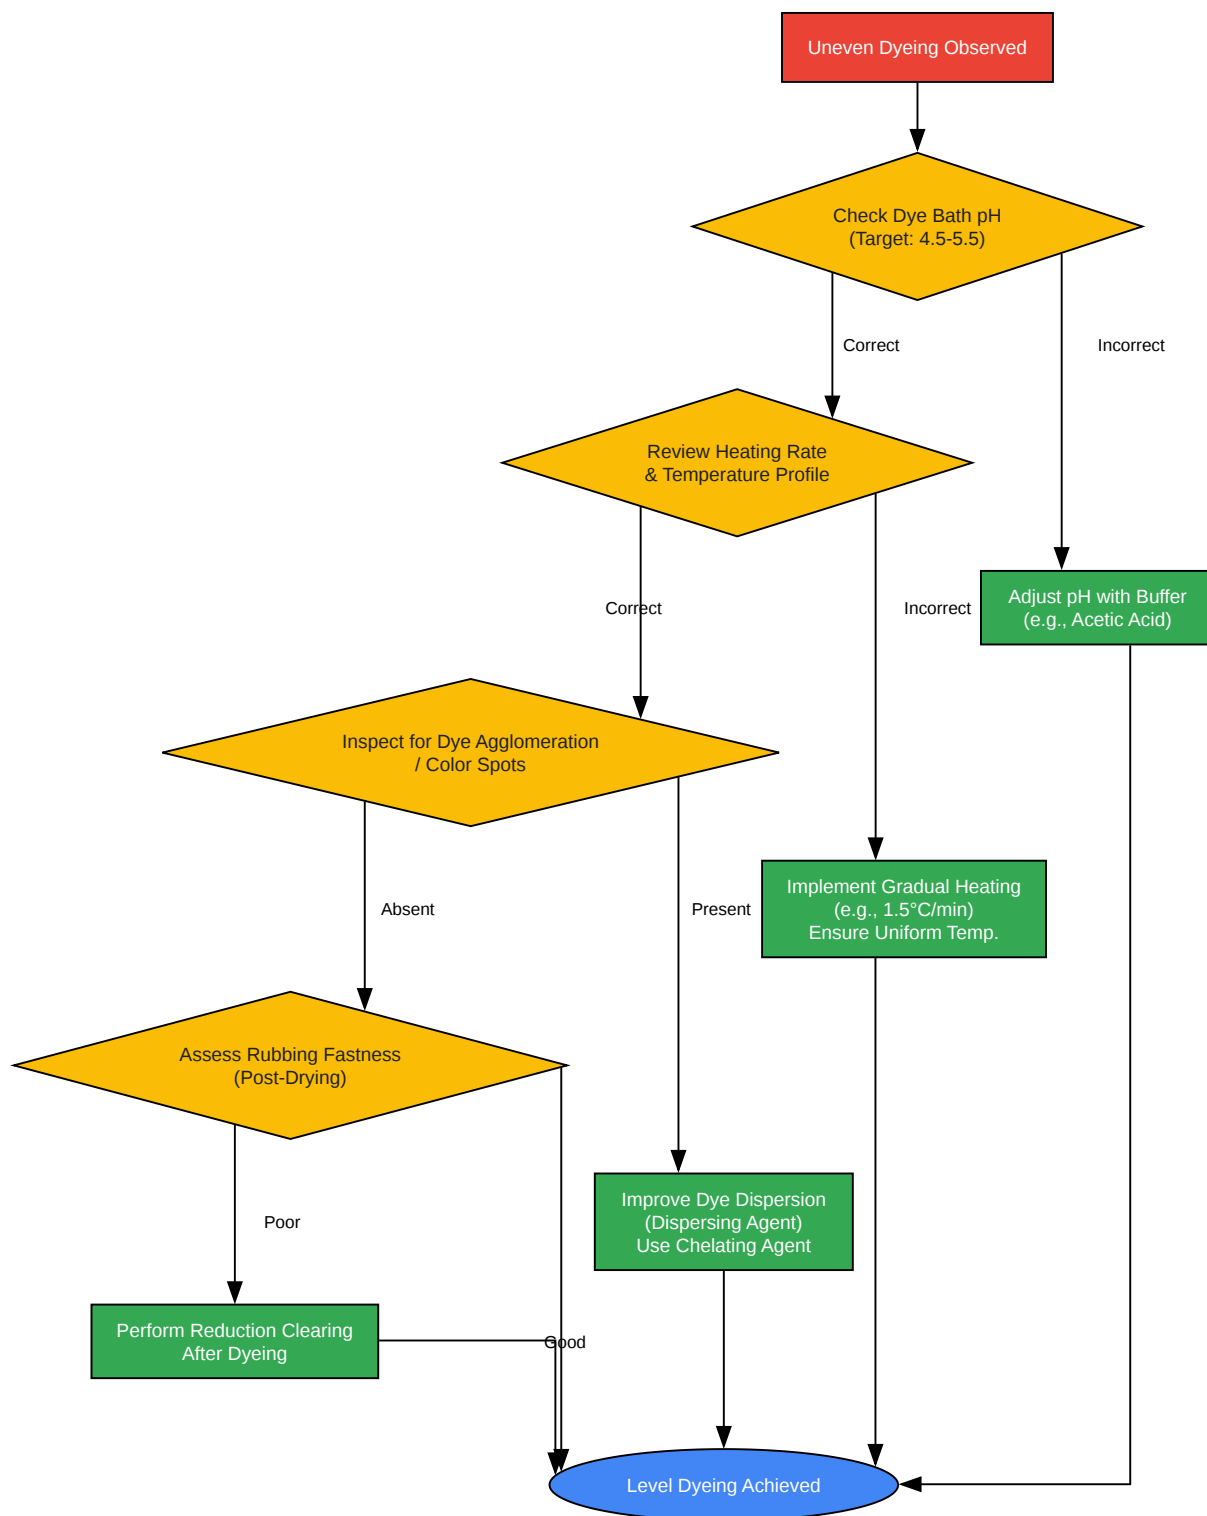 Uneven Dyeing Observed
Check Dye Bath pH
(Target: 4.5-5.5)
Correct
Incorrect
Review Heating Rate
& Temperature Profile
Correct
Incorrect
Adjust pH with Buffer
(e.g., Acetic Acid)
Inspect for Dye Agglomeration
/ Color Spots
Absent
Present
Implement Gradual Heating
(e.g., 1.5°C/min)
Ensure Uniform Temp.
Assess Rubbing Fastness
(Post-Drying)
Poor
Improve Dye Dispersion
(Dispersing Agent)
Use Chelating Agent
Perform Reduction Clearing
After Dyeing
Good
Level Dyeing Achieved